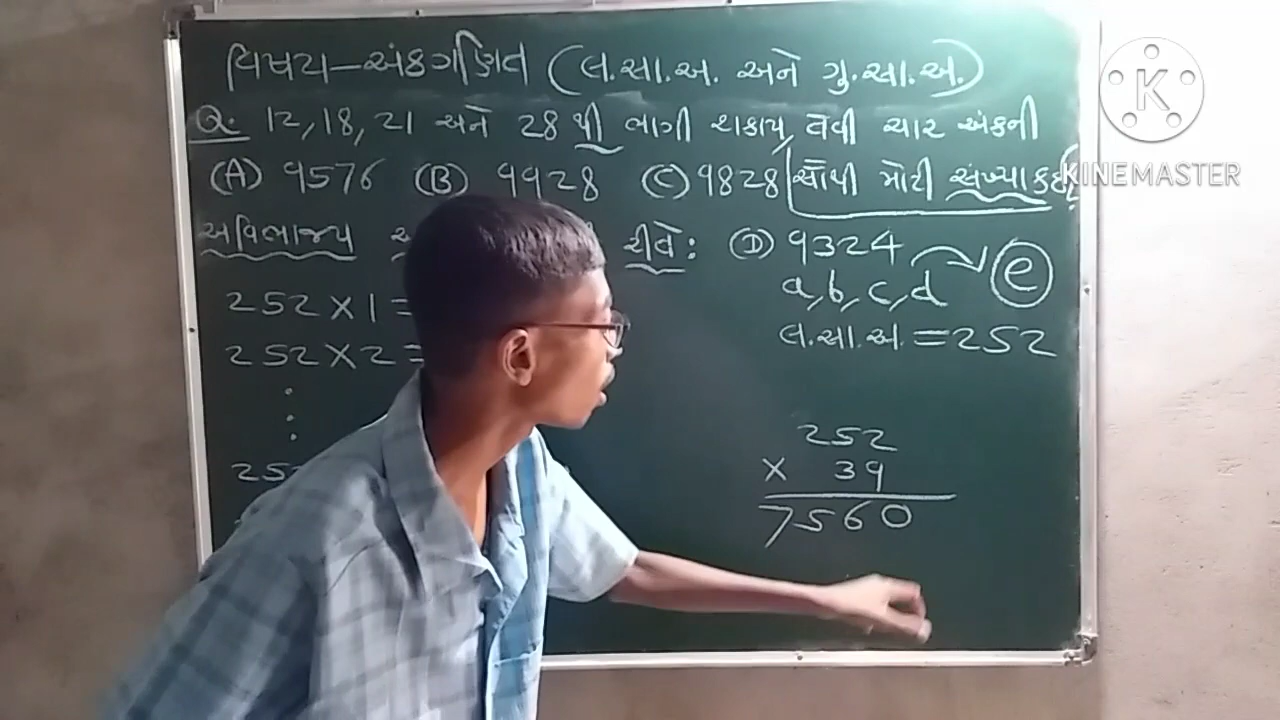 વિષય–અંકગણિત (લ.સા.અ. અને ગુ.સા.અ.)
Q. 12, 18, 21 અને 28 થી ભાગી શકાય, તેવી ચાર અંકની
(A) 9576 (B) 9928 (C) 9828 સૌથી મોટી સંખ્યા કઈ?
અવિભાજ્ય રીતે : (D) 9324 e
252 × 1 = a, b, c, d
252 × 2 = લ.સા.અ. = 252
252
× 39
7560
K
KINEMASTER